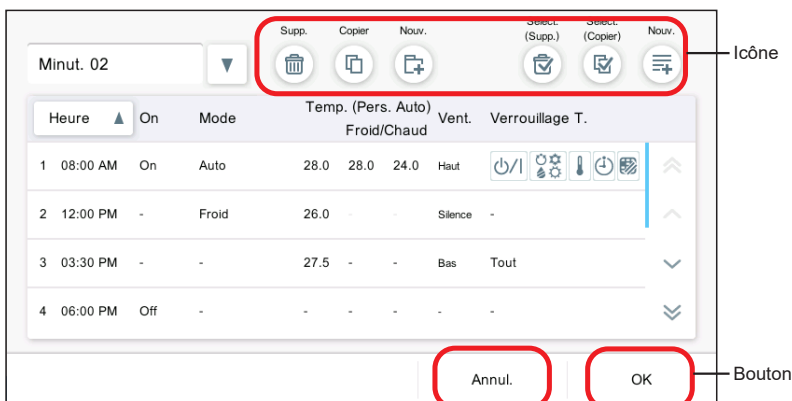 Supp. Copier Nouv. Sélect. (Supp.) Sélect. (Copier) Nouv.
Icône
Minut. 02 ▼
Heure ▲ On Mode Temp. (Pers. Auto) Froid/Chaud Vent. Verrouillage T.
1 08:00 AM On Auto 28.0 28.0 24.0 Haut
2 12:00 PM - Froid 26.0 - - Silence -
3 03:30 PM - - 27.5 - - Bas Tout
4 06:00 PM Off - - - - - -
Annul. OK
Bouton